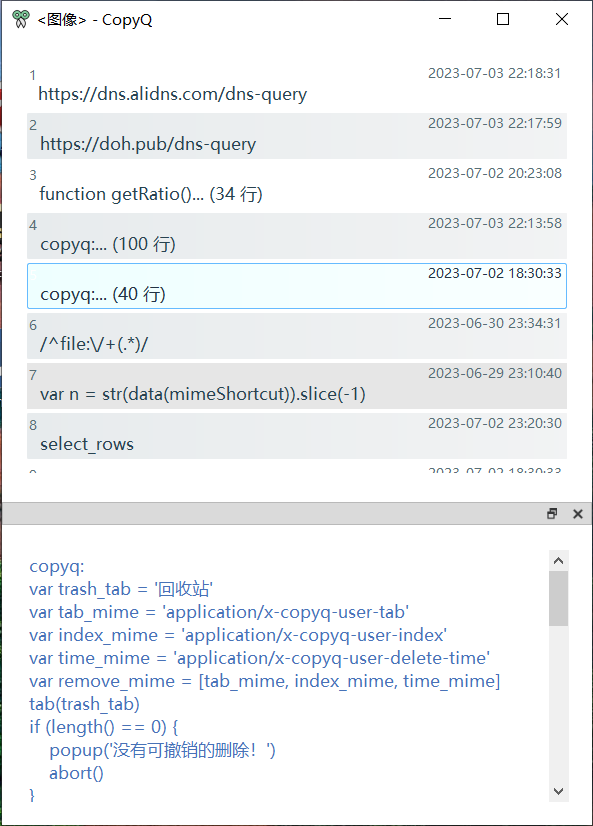 <图像> - CopyQ
1 2023-07-03 22:18:31
https://dns.alidns.com/dns-query
2 2023-07-03 22:17:59
https://doh.pub/dns-query
3 2023-07-02 20:23:08
function getRatio()... (34 行)
4 2023-07-03 22:13:58
copyq:... (100 行)
2023-07-02 18:30:33
copyq:... (40 行)
6 2023-06-30 23:34:31
/^file:\/+(.*)/
7 2023-06-29 23:10:40
var n = str(data(mimeShortcut)).slice(-1)
8 2023-07-02 23:20:30
select_rows
2023-07-02 18:30:33
copyq:
var trash_tab = '回收站'
var tab_mime = 'application/x-copyq-user-tab'
var index_mime = 'application/x-copyq-user-index'
var time_mime = 'application/x-copyq-user-delete-time'
var remove_mime = [tab_mime, index_mime, time_mime]
tab(trash_tab)
if (length() == 0) {
    popup('没有可撤销的删除！')
    abort()
}